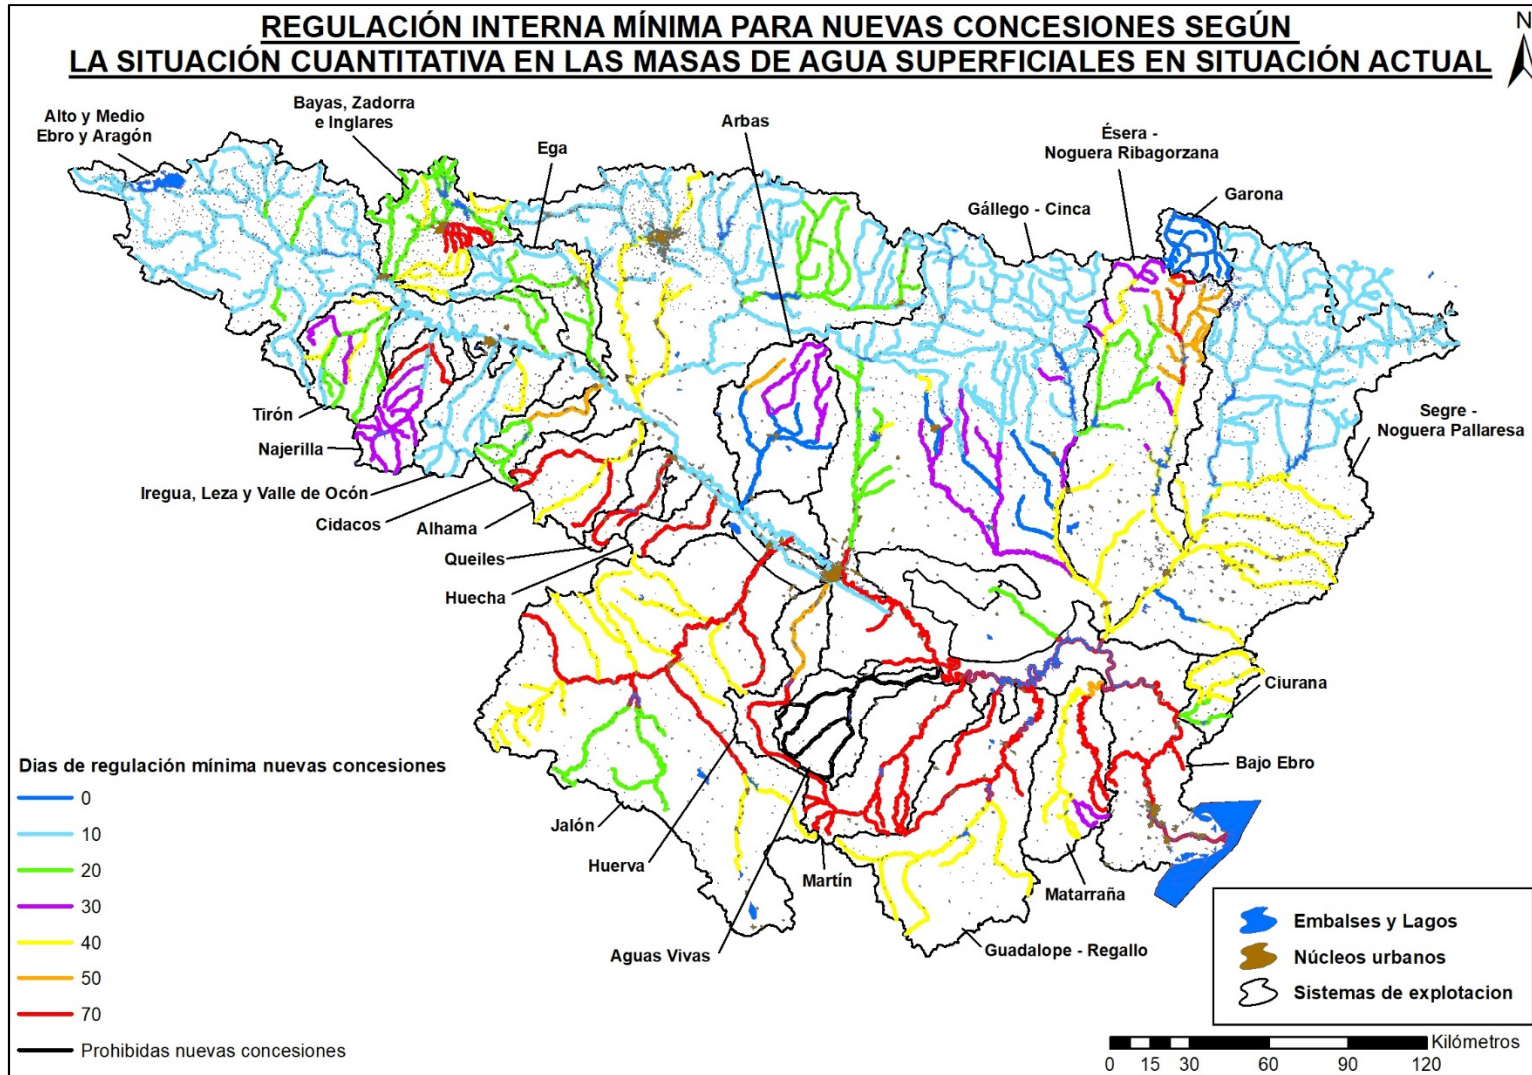 REGULACIÓN INTERNA MÍNIMA PARA NUEVAS CONCESIONES SEGÚN
LA SITUACIÓN CUANTITATIVA EN LAS MASAS DE AGUA SUPERFICIALES EN SITUACIÓN ACTUAL
N
Alto y Medio
Ebro y Aragón
Bayas, Zadorra
e Inglares
Ega
Arbas
Ésera -
Noguera Ribagorzana
Garona
Gállego - Cinca
Tirón
Najerilla
Iregua, Leza y Valle de Ocón
Cidacos
Alhama
Queiles
Huecha
Segre -
Noguera Pallaresa
Ciurana
Bajo Ebro
Jalón
Huerva
Aguas Vivas
Martín
Matarraña
Guadalope - Regallo
Dias de regulación mínima nuevas concesiones
0
10
20
30
40
50
70
Prohibidas nuevas concesiones
Embalses y Lagos
Núcleos urbanos
Sistemas de explotacion
Kilómetros
0 15 30 60 90 120